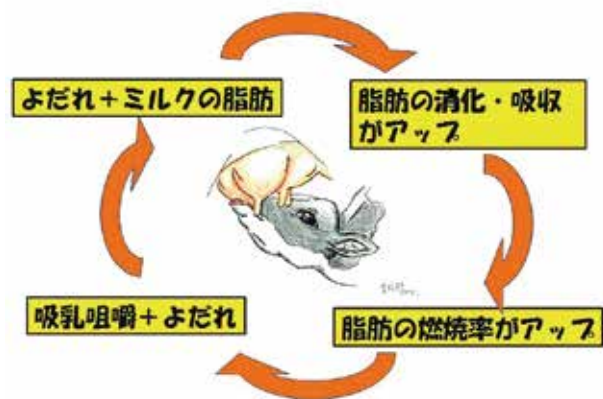 よだれ＋ミルクの脂肪
脂肪の消化・吸収
がアップ
吸乳咀嚼＋よだれ
脂肪の燃焼率がアップ